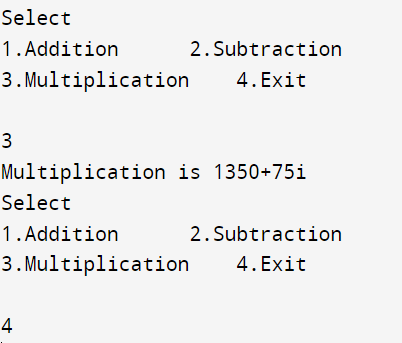 Select
1.Addition      2.Subtraction
3.Multiplication    4.Exit
3
Multiplication is 1350+75i
Select
1.Addition      2.Subtraction
3.Multiplication    4.Exit
4